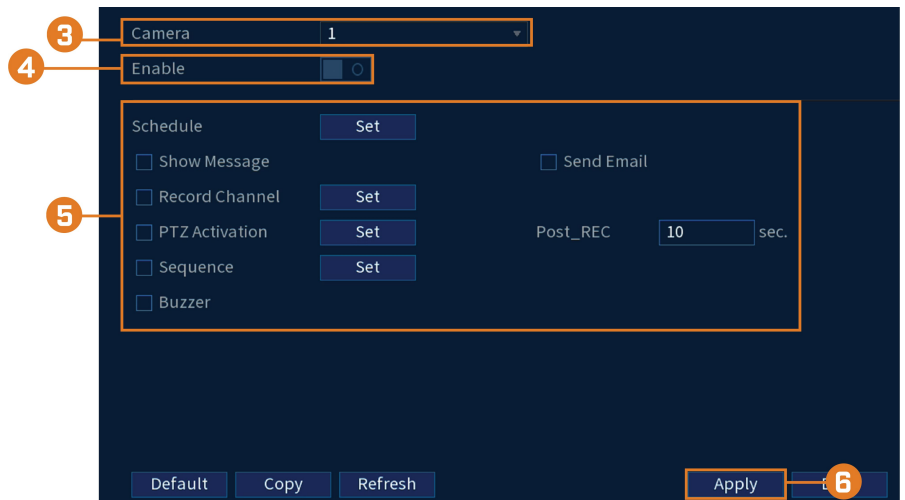 3 Camera 1
4 Enable
Schedule Set
Show Message Send Email
5 Record Channel Set
PTZ Activation Set Post_REC 10 sec.
Sequence Set
Buzzer
Default Copy Refresh Apply 6